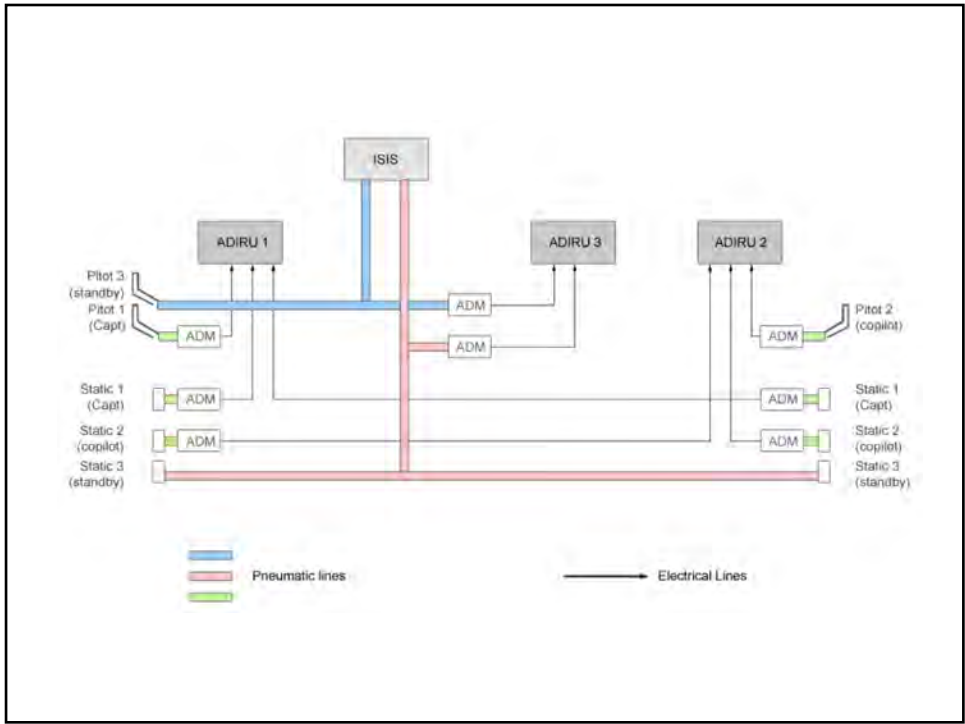 ISIS
ADIRU 1
ADIRU 3
ADIRU 2
Pitot 3
(standby)
Pitot 1
(Capt)
ADM
ADM
ADM
ADM
Pitot 2
(copilot)
Static 1
(Capt)
ADM
ADM
Static 1
(Capt)
Static 2
(copilot)
ADM
ADM
Static 2
(copilot)
Static 3
(standby)
Static 3
(standby)
Pneumatic lines
Electrical Lines